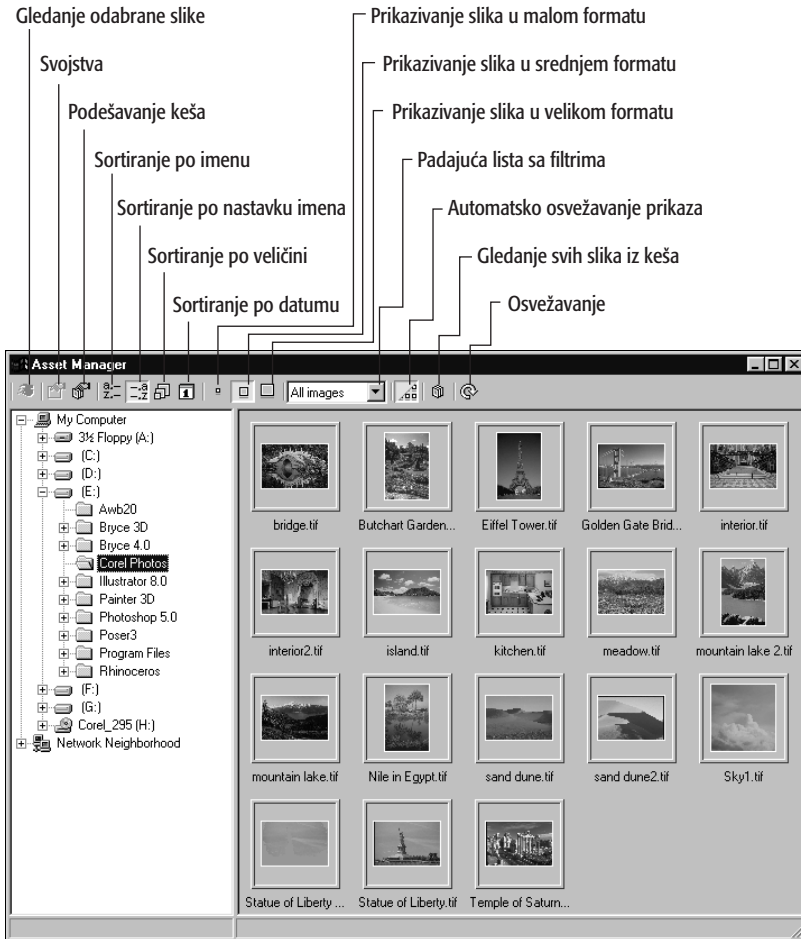 Gledanje odabrane slike
Svojstva
Podešavanje keša
Sortiranje po imenu
Sortiranje po nastavku imena
Sortiranje po veličini
Sortiranje po datumu
Prikazivanje slika u malom formatu
Prikazivanje slika u srednjem formatu
Prikazivanje slika u velikom formatu
Padajuća lista sa filtrima
Automatsko osvežavanje prikaza
Gledanje svih slika iz keša
Osvežavanje
Asset Manager
All images
My Computer
3½ Floppy (A:)
(C:)
(D:)
(E:)
Awb20
Bryce 3D
Bryce 4.0
Corel Photos
Illustrator 8.0
Painter 3D
Photoshop 5.0
Poser3
Program Files
Rhinoceros
(F:)
(G:)
Corel_295 (H:)
Network Neighborhood
bridge.tif
Butchart Garden...
Eiffel Tower.tif
Golden Gate Brid...
interior.tif
interior2.tif
island.tif
kitchen.tif
meadow.tif
mountain lake 2.tif
mountain lake.tif
Nile in Egypt.tif
sand dune.tif
sand dune2.tif
Sky1.tif
Statue of Liberty ...
Statue of Liberty.tif
Temple of Saturn...